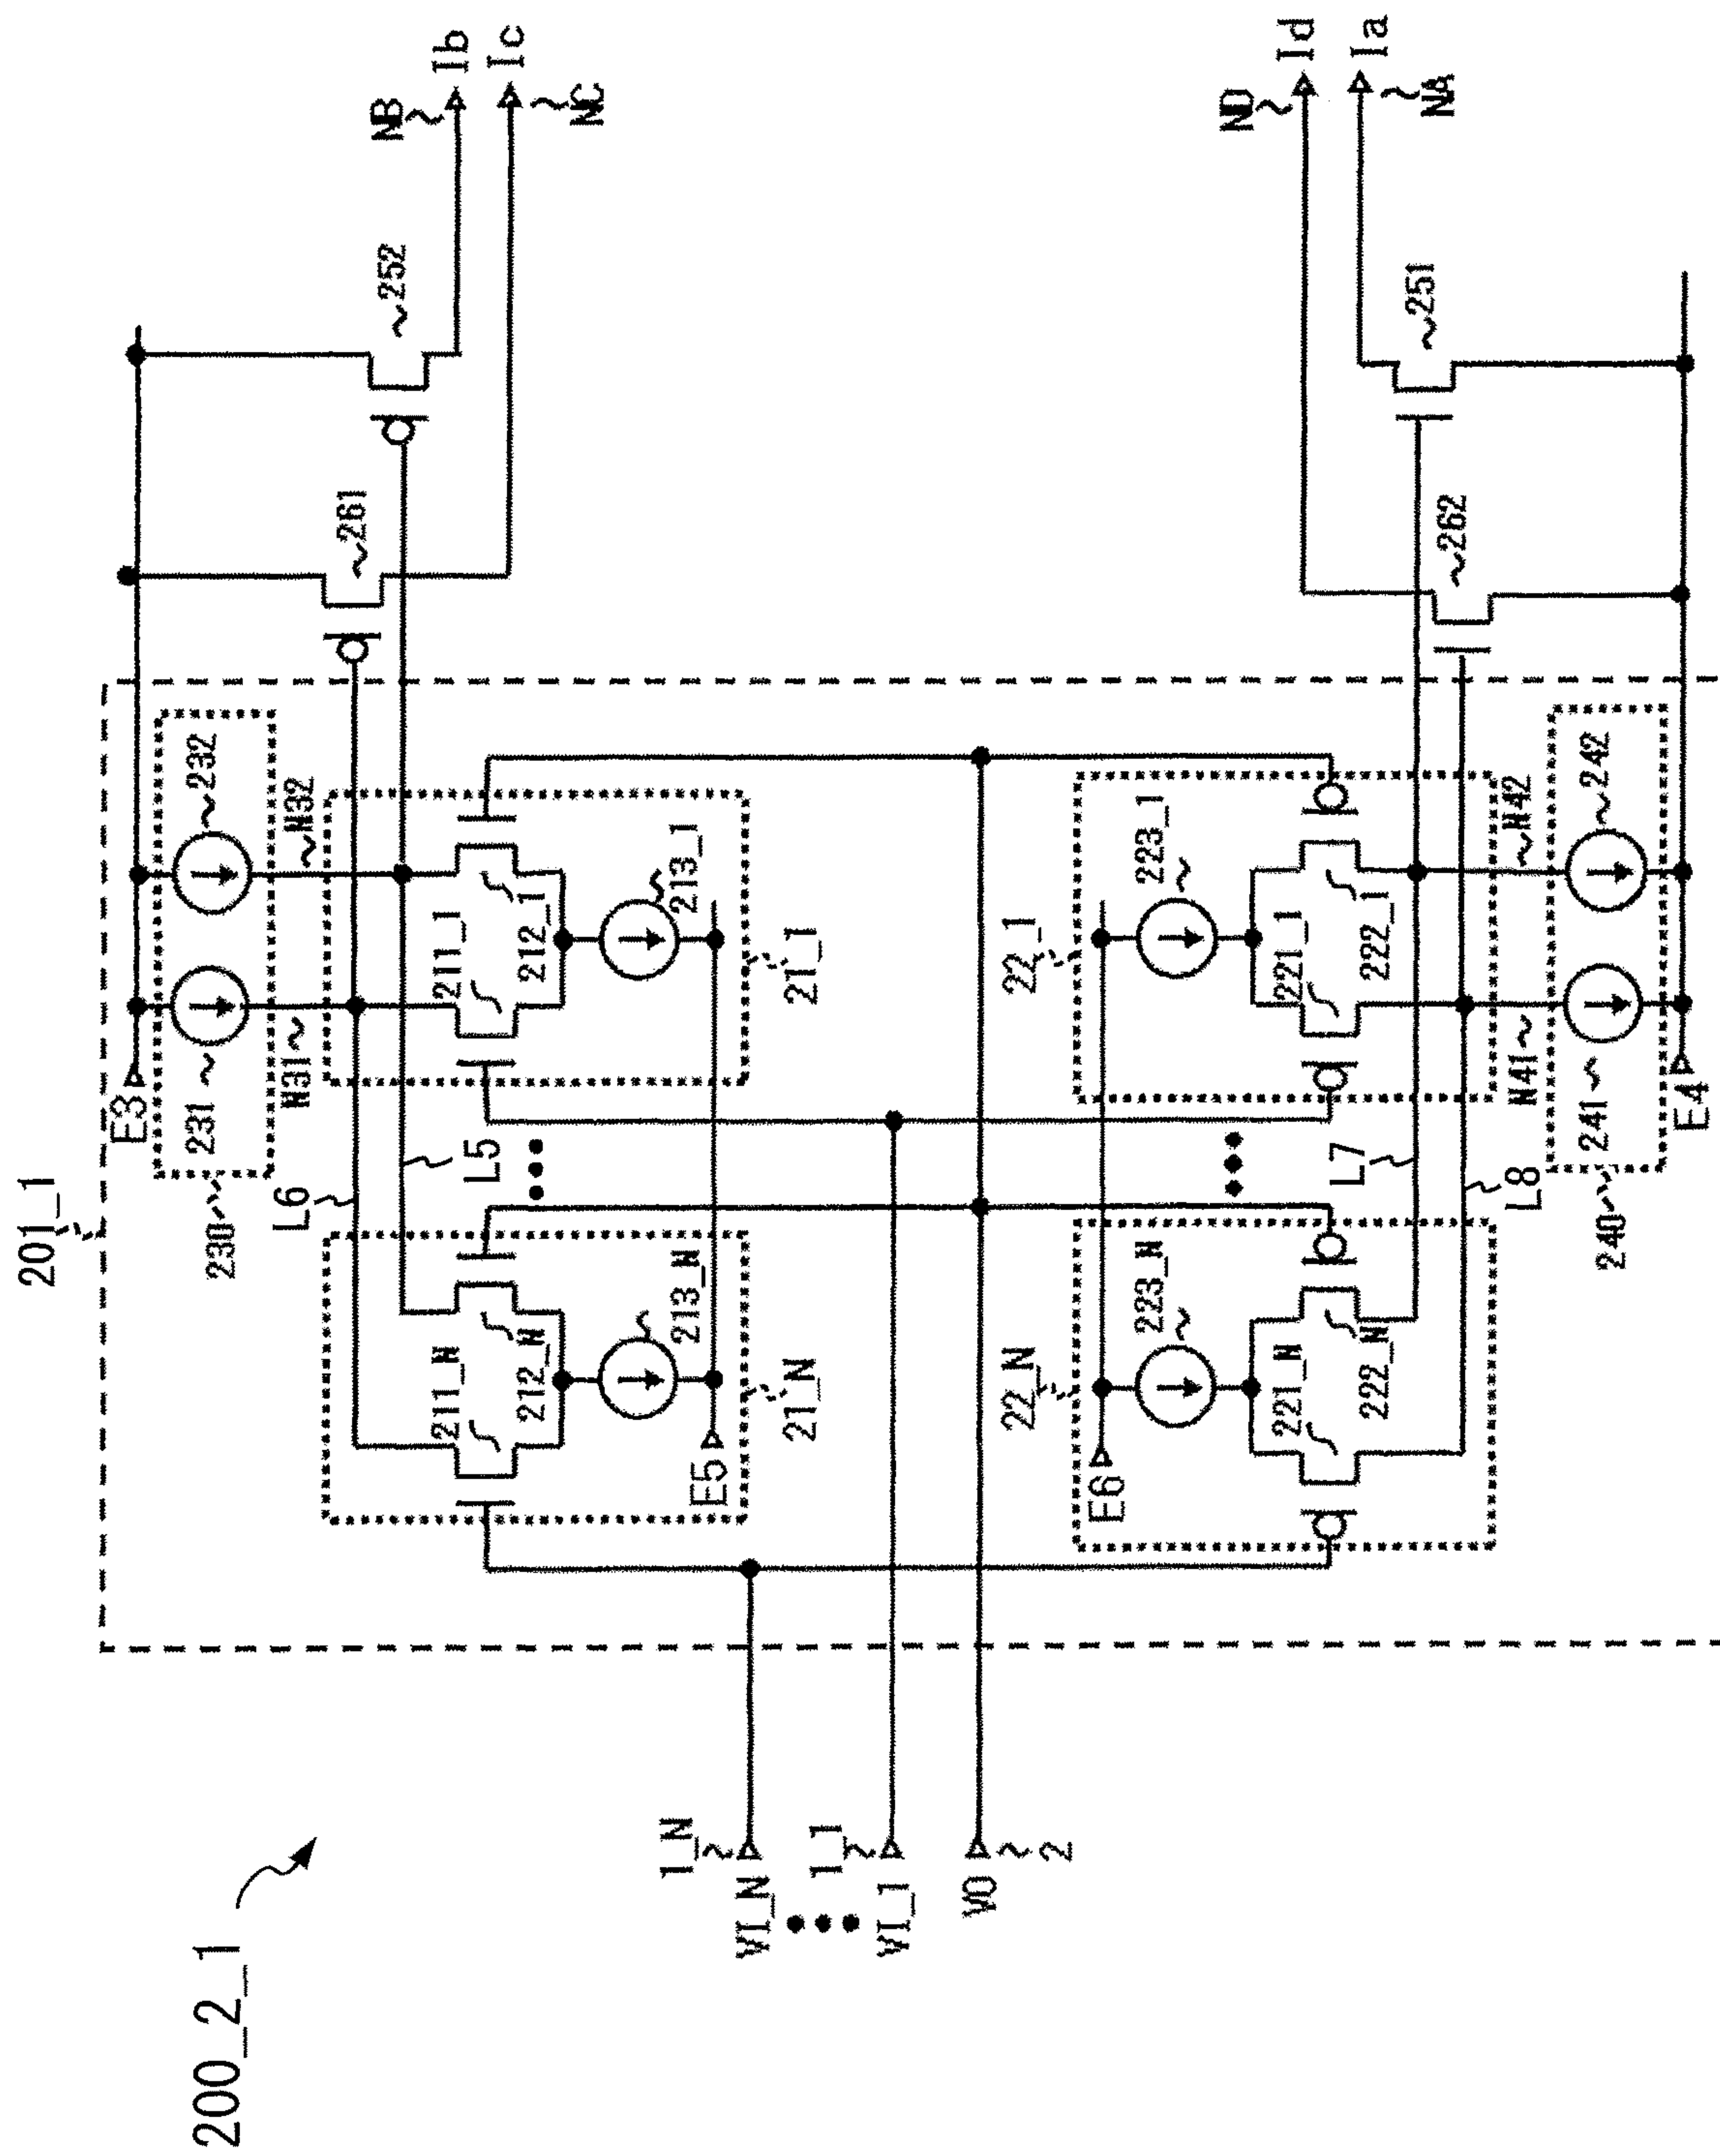 200_2_1
201_1
E3
230
231
232
N31
N32
L6
L5
261
252
NB
Ib
Ic
NC
211_N
212_N
213_N
21_N
E5
211_1
212_1
213_1
21_1
VI_N
1_N
VI_1
1_1
VO
2
22_N
E6
223_N
221_N
222_N
22_1
223_1
221_1
222_1
L7
L8
N41
N42
240
241
242
E4
262
251
ND
Id
Ia
NA